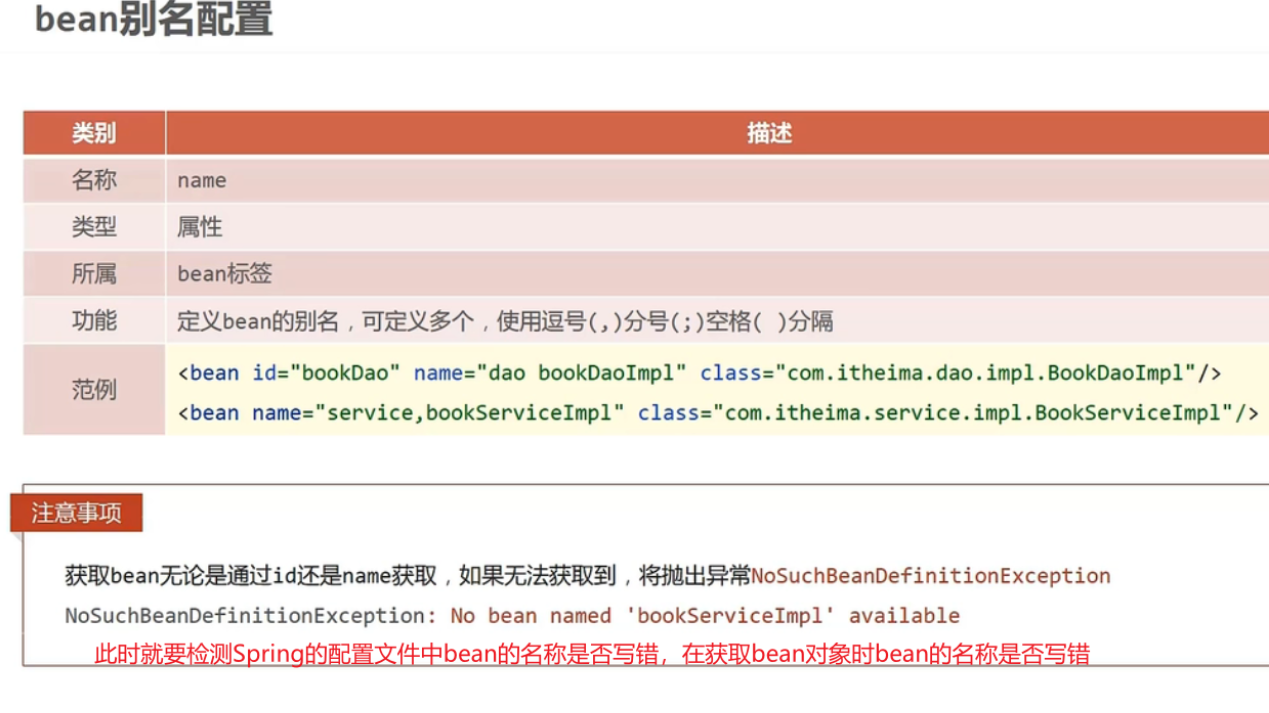 bean别名配置
类别 描述
名称 name
类型 属性
所属 bean标签
功能 定义bean的别名，可定义多个，使用逗号(,)分号(;)空格( )分隔
范例
<bean id="bookDao" name="dao bookDaoImpl" class="com.itheima.dao.impl.BookDaoImpl"/>
<bean name="service,bookServiceImpl" class="com.itheima.service.impl.BookServiceImpl"/>
注意事项
获取bean无论是通过id还是name获取，如果无法获取到，将抛出异常NoSuchBeanDefinitionException
NoSuchBeanDefinitionException: No bean named 'bookServiceImpl' available
此时就要检测Spring的配置文件中bean的名称是否写错，在获取bean对象时bean的名称是否写错